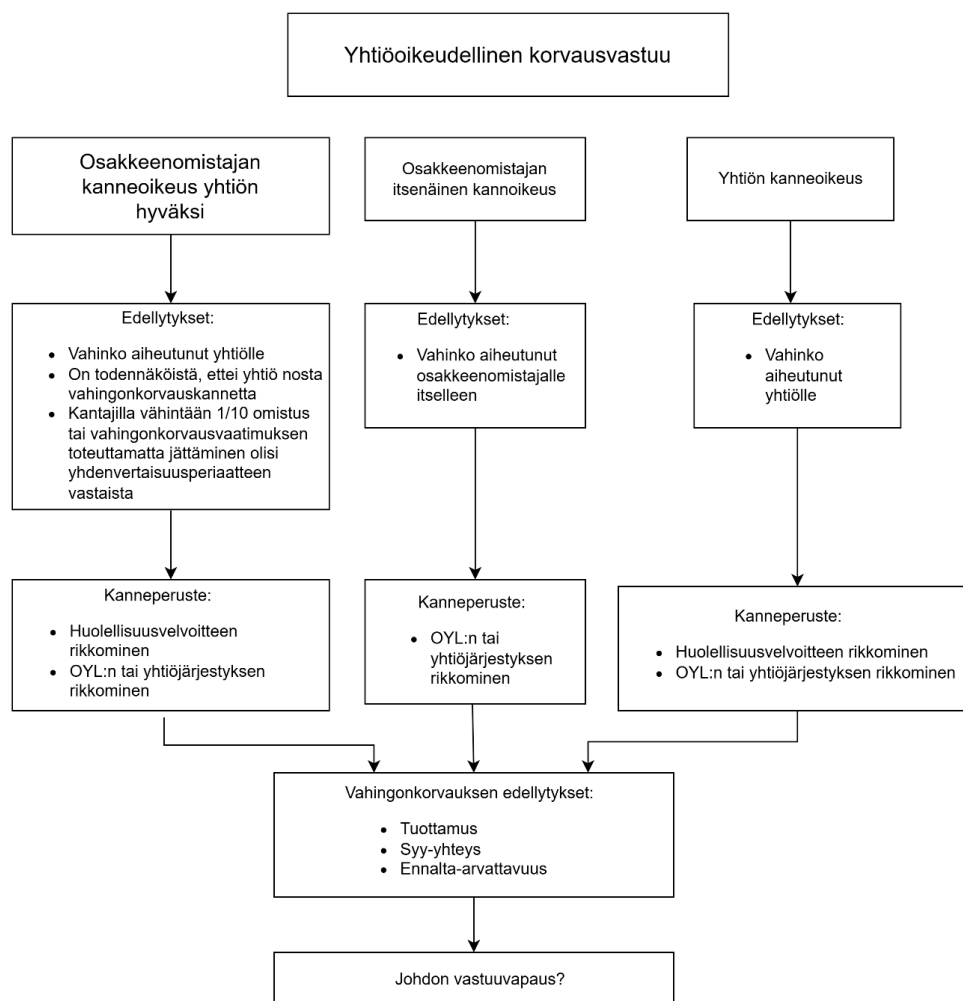 Yhtiöoikeudellinen korvausvastuu
Osakkeenomistajan
kanneoikeus yhtiön
hyväksi
Osakkeenomistajan
itsenäinen kannoikeus
Yhtiön kanneoikeus
Edellytykset:
• Vahinko aiheutunut yhtiölle
• On todennäköistä, ettei yhtiö nosta
vahingonkorvauskannetta
• Kantajilla vähintään 1/10 omistus
tai vahingonkorvausvaatimuksen
toteuttamatta jättäminen olisi
yhdenvertaisuusperiaatteen
vastaista
Edellytykset:
• Vahinko aiheutunut
osakkeenomistajalle
itselleen
Edellytykset:
• Vahinko
aiheutunut
yhtiölle
Kanneperuste:
• Huolellisuusvelvoitteen
rikkominen
• OYL:n tai yhtiöjärjestyksen
rikkominen
Kanneperuste:
• OYL:n tai
yhtiöjärjestyksen
rikkominen
Kanneperuste:
• Huolellisuusvelvoitteen rikkominen
• OYL:n tai yhtiöjärjestyksen rikkominen
Vahingonkorvauksen edellytykset:
• Tuottamus
• Syy-yhteys
• Ennalta-arvattavuus
Johdon vastuuvapaus?